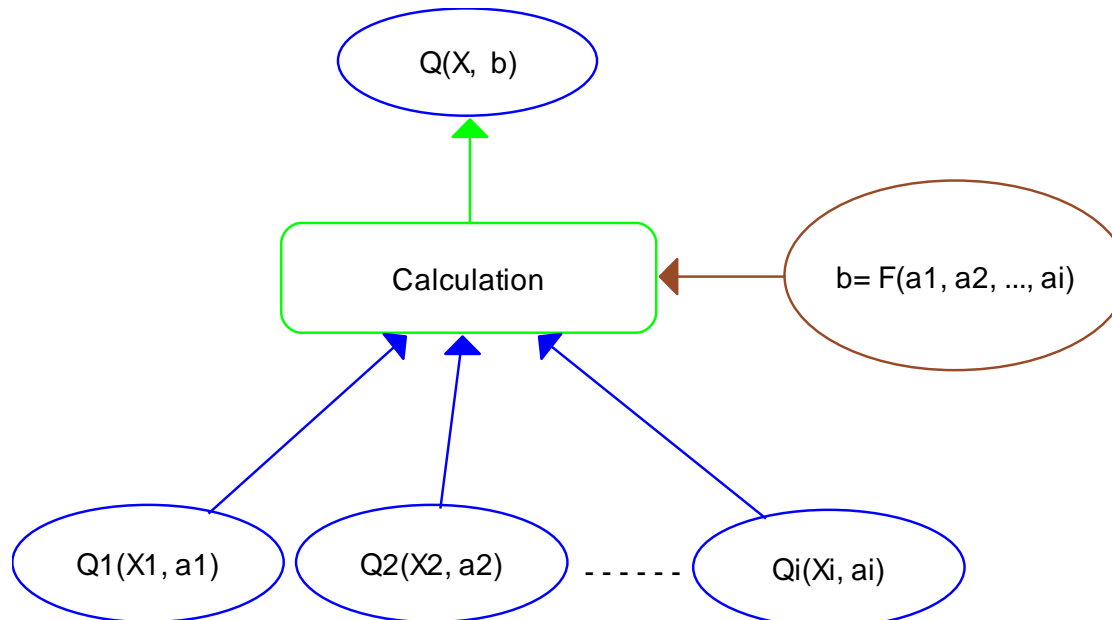 Q(X, b)
Calculation
b= F(a1, a2, ..., ai)
Q1(X1, a1)
Q2(X2, a2)
Qi(Xi, ai)